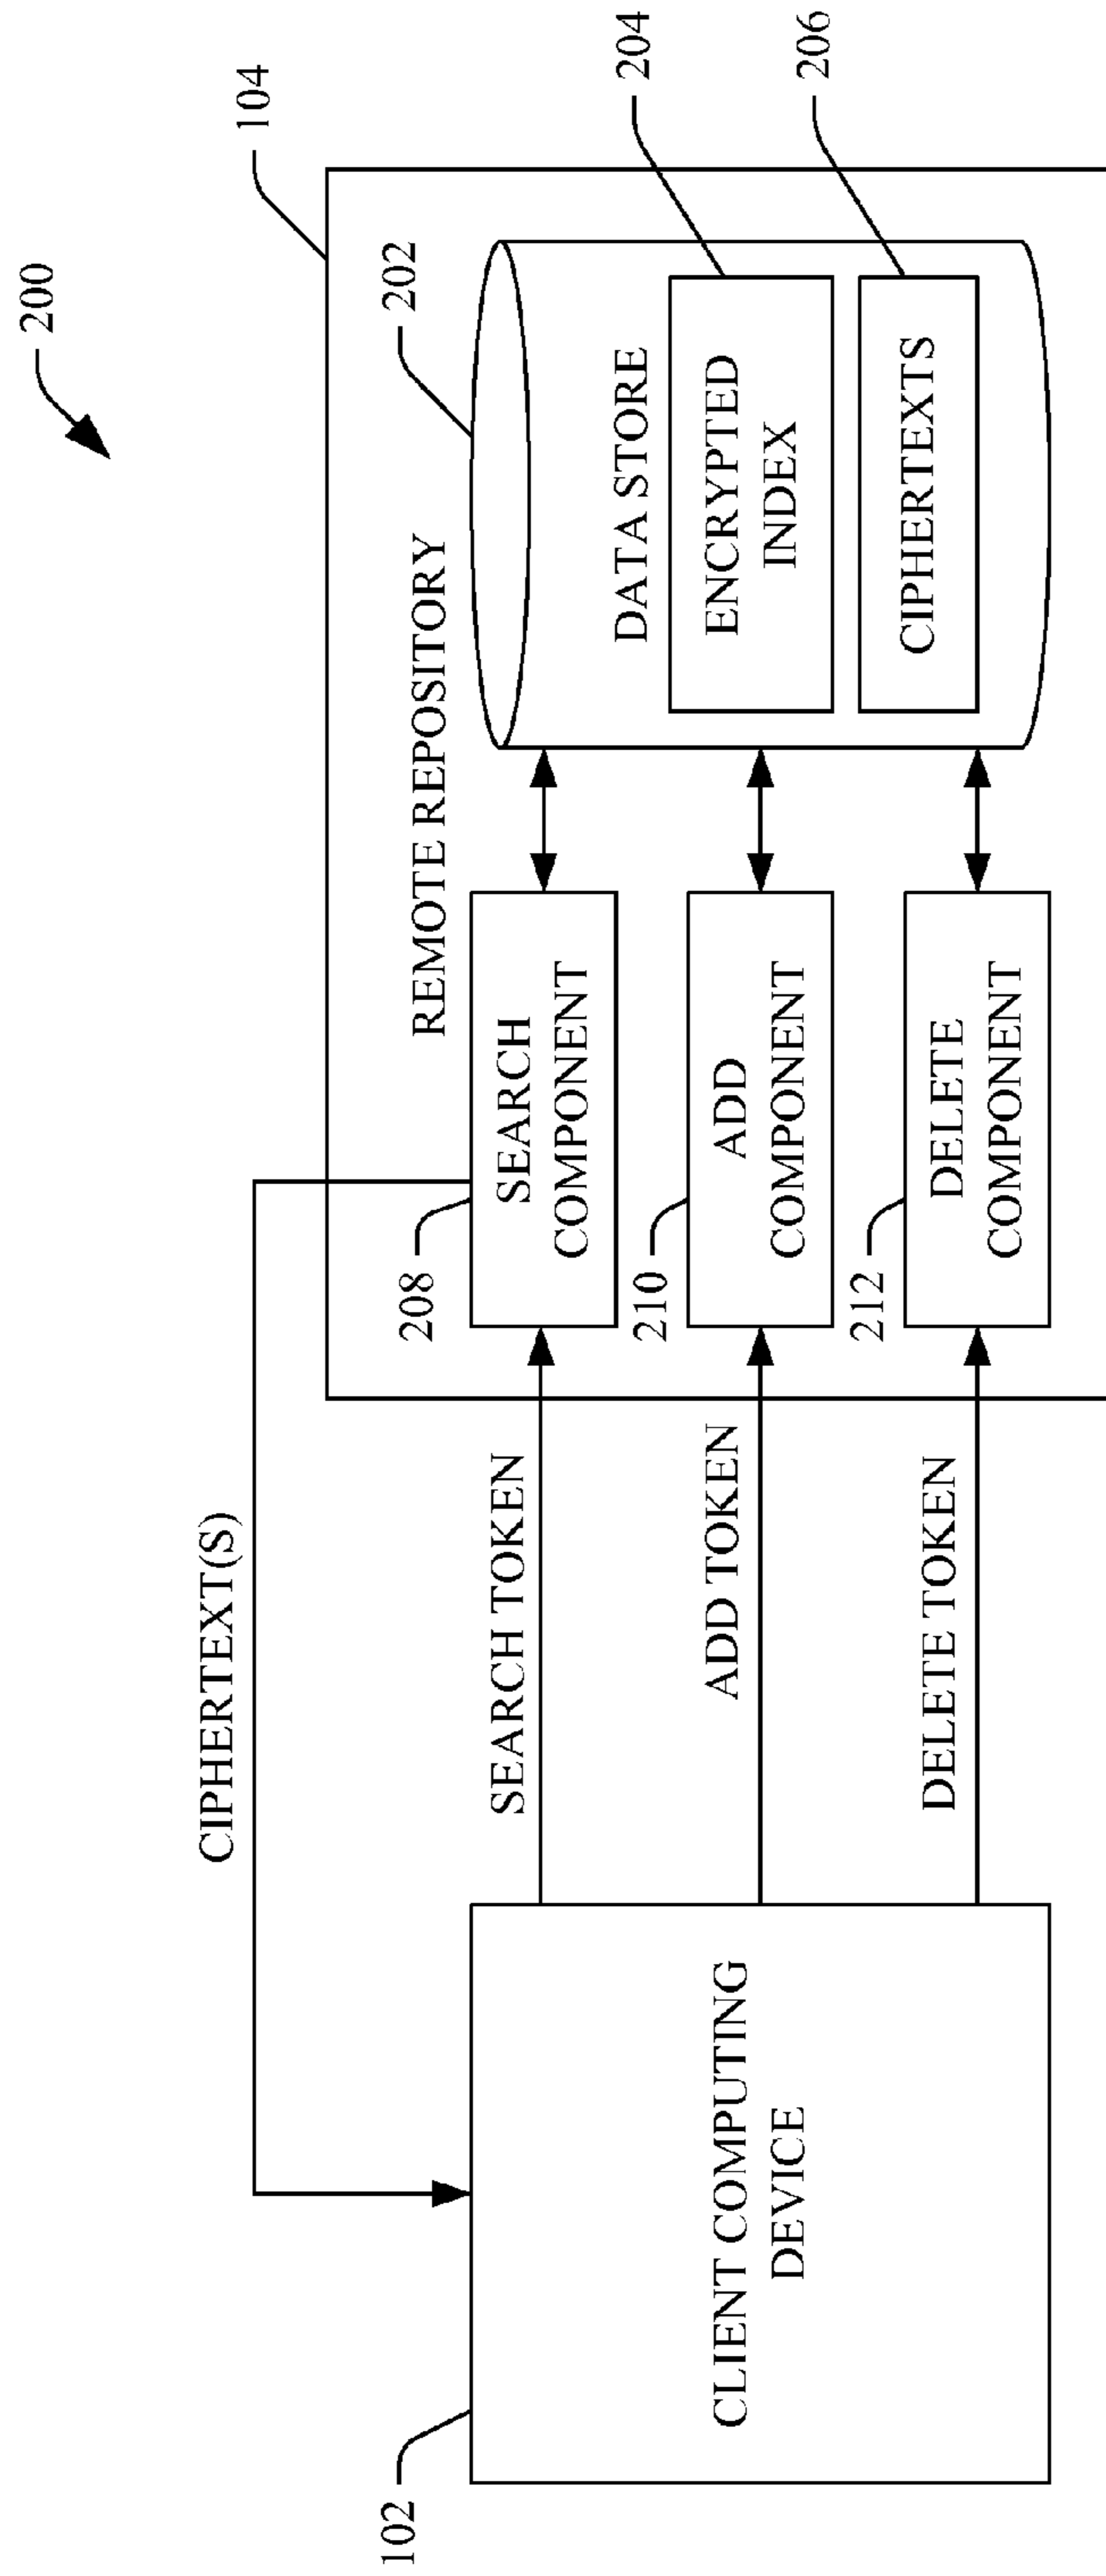 200
104
CIPHERTEXT(S)
REMOTE REPOSITORY
202
102
CLIENT COMPUTING
DEVICE
SEARCH TOKEN
208
SEARCH
COMPONENT
DATA STORE
204
ENCRYPTED
INDEX
ADD TOKEN
210
ADD
COMPONENT
206
CIPHERTEXTS
DELETE TOKEN
212
DELETE
COMPONENT